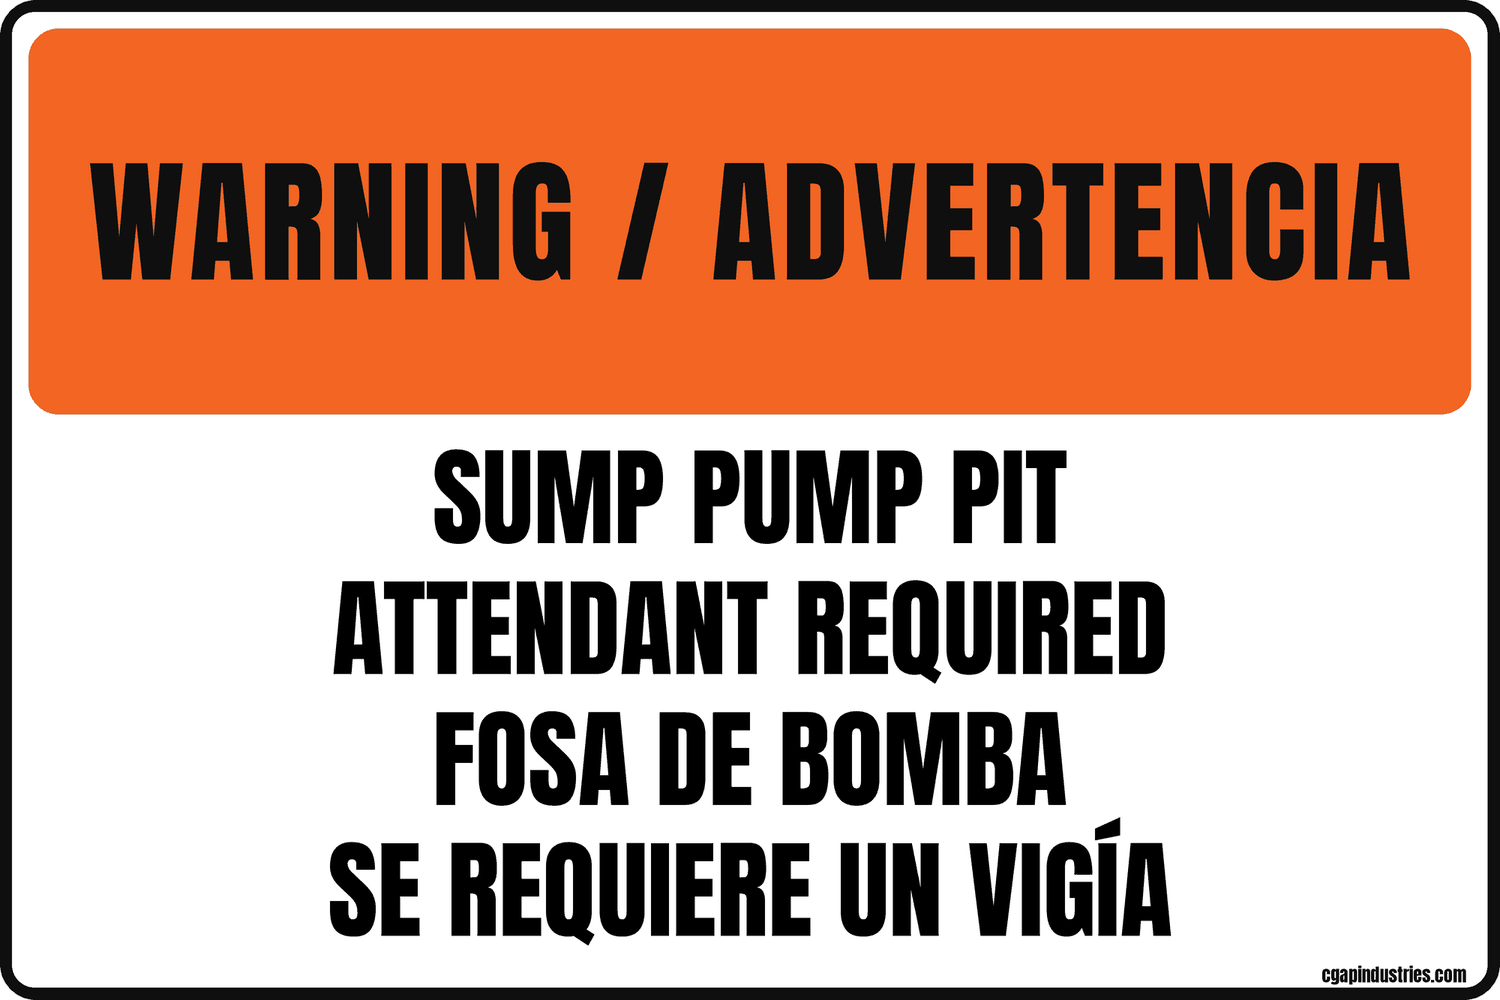 WARNING / ADVERTENCIA
SUMP PUMP PIT
ATTENDANT REQUIRED
FOSA DE BOMBA
SE REQUIERE UN VIGÍA
cgapindustries.com